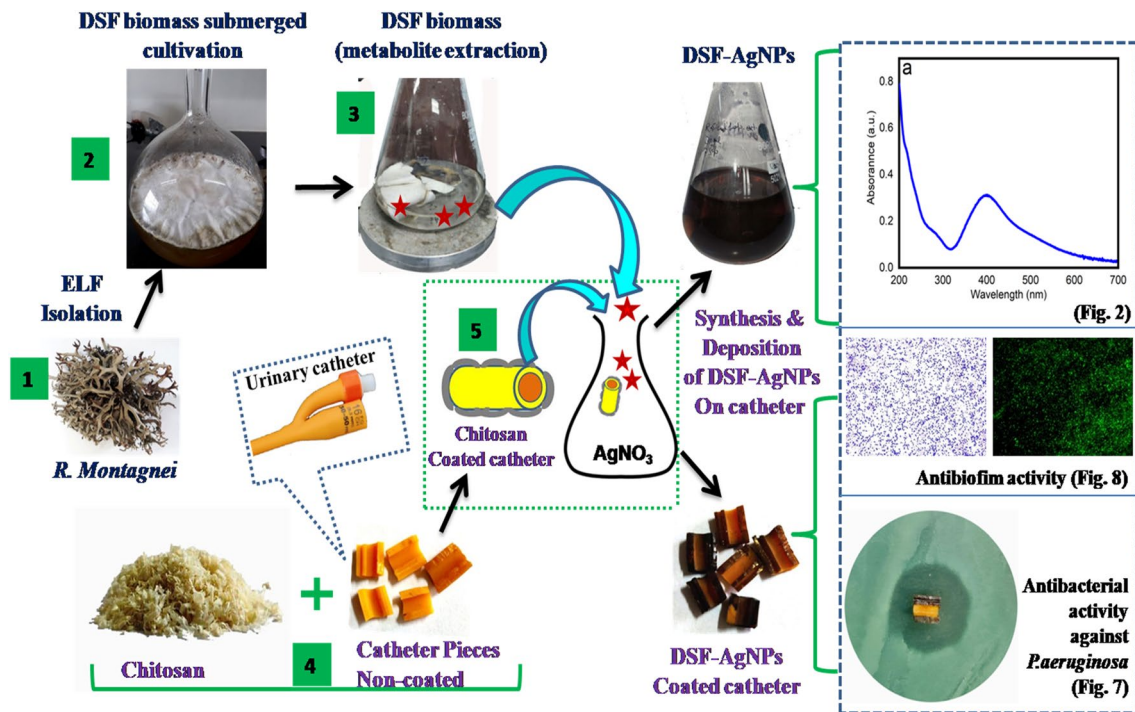 DSF biomass submerged
cultivation
DSF biomass
(metabolite extraction)
DSF-AgNPs
2
3
ELF
Isolation
1
R. Montagnei
Urinary catheter
5
Chitosan
Coated catheter
AgNO₃
Synthesis &
Deposition
of DSF-AgNPs
On catheter
Chitosan
+
4
Catheter Pieces
Non-coated
DSF-AgNPs
Coated catheter
a
Absorannce (a.u.)
0.8
0.6
0.4
0.2
0.0
200 300 400 500 600 700
Wavelength (nm)
(Fig. 2)
Antibiofim activity (Fig. 8)
Antibacterial
activity
against
P.aeruginosa
(Fig. 7)